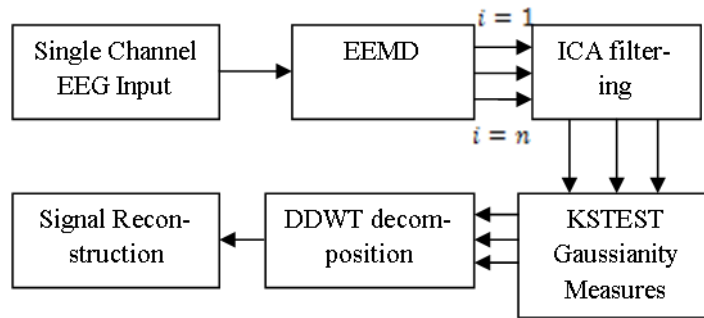 Single Channel
EEG Input
EEMD
i = 1
i = n
ICA filter-
ing
KSTEST
Gaussianity
Measures
DDWT decom-
position
Signal Recon-
struction